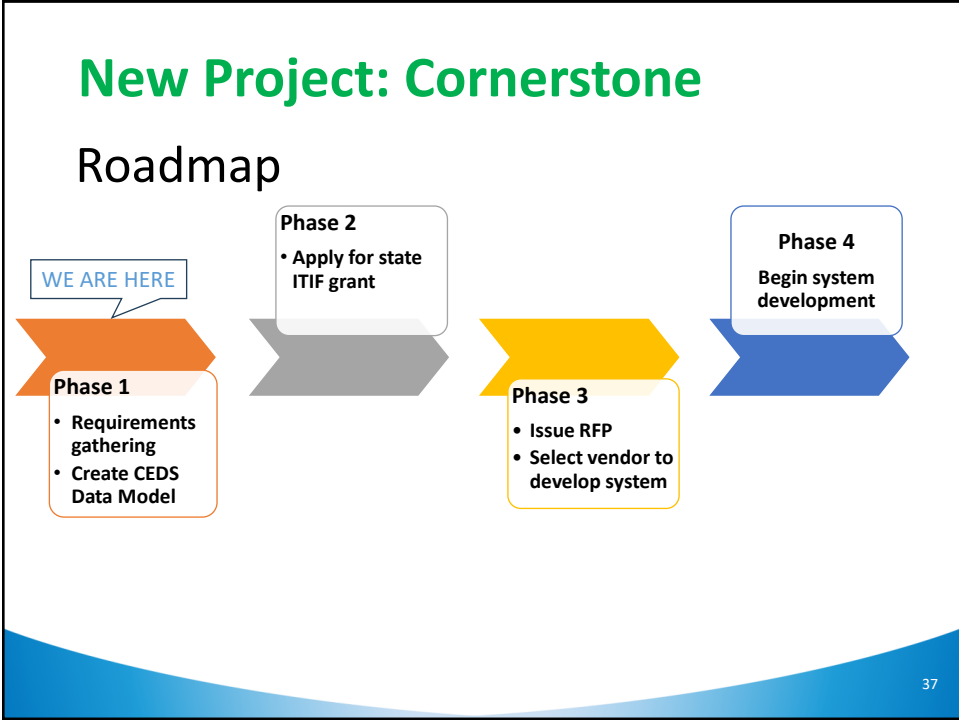 New Project: Cornerstone
Roadmap
WE ARE HERE
Phase 1
• Requirements
gathering
• Create CEDS
Data Model
Phase 2
• Apply for state
ITIF grant
Phase 3
• Issue RFP
• Select vendor to
develop system
Phase 4
Begin system
development
37